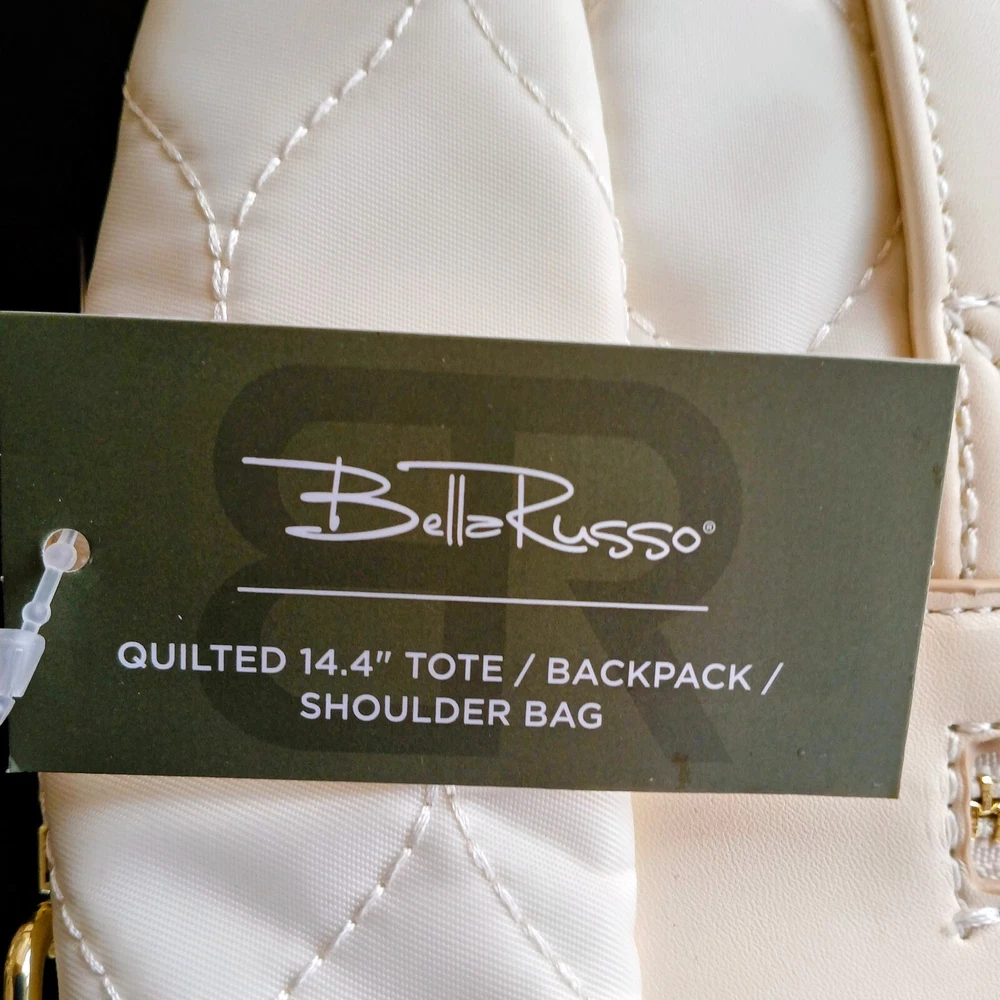 BellaRusso®
QUILTED 14.4" TOTE / BACKPACK /
SHOULDER BAG